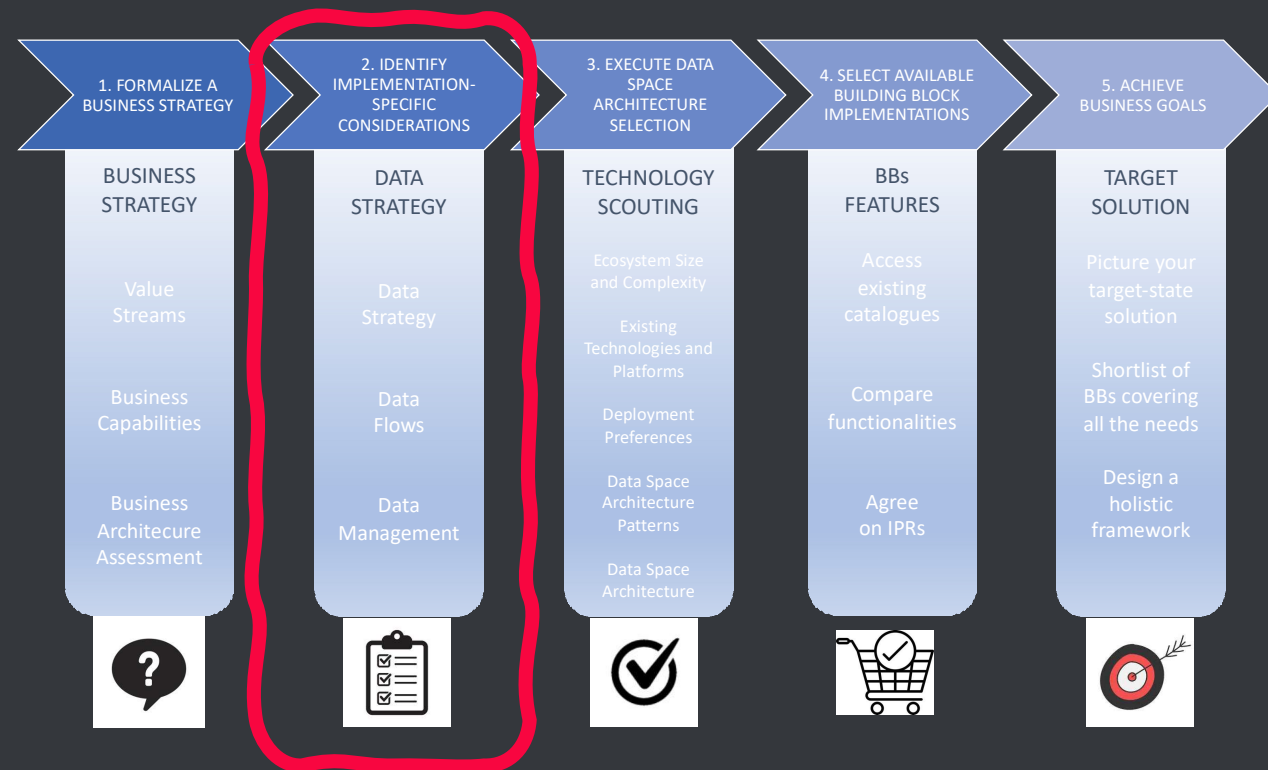 1. FORMALIZE A
BUSINESS STRATEGY
2. IDENTIFY
IMPLEMENTATION-
SPECIFIC
CONSIDERATIONS
3. EXECUTE DATA
SPACE
ARCHITECTURE
SELECTION
4. SELECT AVAILABLE
BUILDING BLOCK
IMPLEMENTATIONS
5. ACHIEVE
BUSINESS GOALS
BUSINESS
STRATEGY
Value
Streams
Business
Capabilities
Business
Architecure
Assessment
DATA
STRATEGY
Data
Strategy
Data
Flows
Data
Management
TECHNOLOGY
SCOUTING
Ecosystem Size
and Complexity
Existing
Technologies and
Platforms
Deployment
Preferences
Data Space
Architecture
Patterns
Data Space
Architecture
BBs
FEATURES
Access
existing
catalogues
Compare
functionalities
Agree
on IPRs
TARGET
SOLUTION
Picture your
target-state
solution
Shortlist of
BBs covering
all the needs
Design a
holistic
framework
?